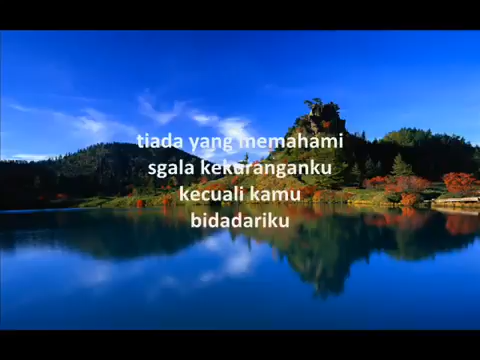 tiada yang memahami
sgala kekuranganku
kecuali kamu
bidadariku